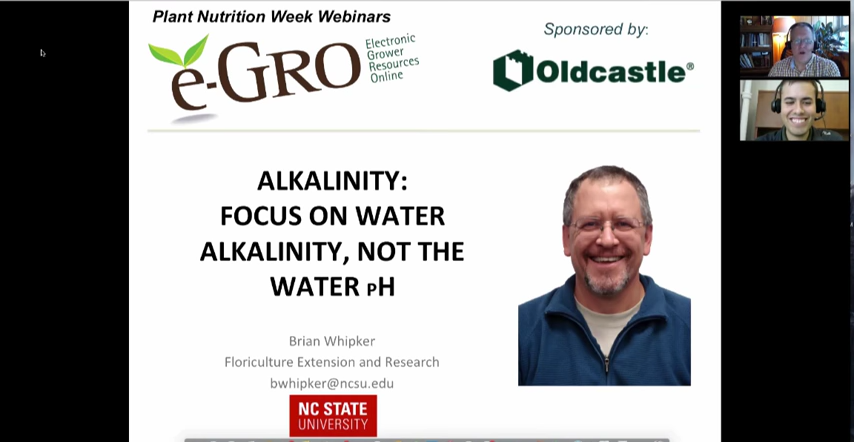 Plant Nutrition Week Webinars
e-GRO
Electronic
Grower
Resources
Online
Sponsored by:
Oldcastle®
ALKALINITY:
FOCUS ON WATER
ALKALINITY, NOT THE
WATER PH
Brian Whipker
Floriculture Extension and Research
bwhipker@ncsu.edu
NC STATE
UNIVERSITY